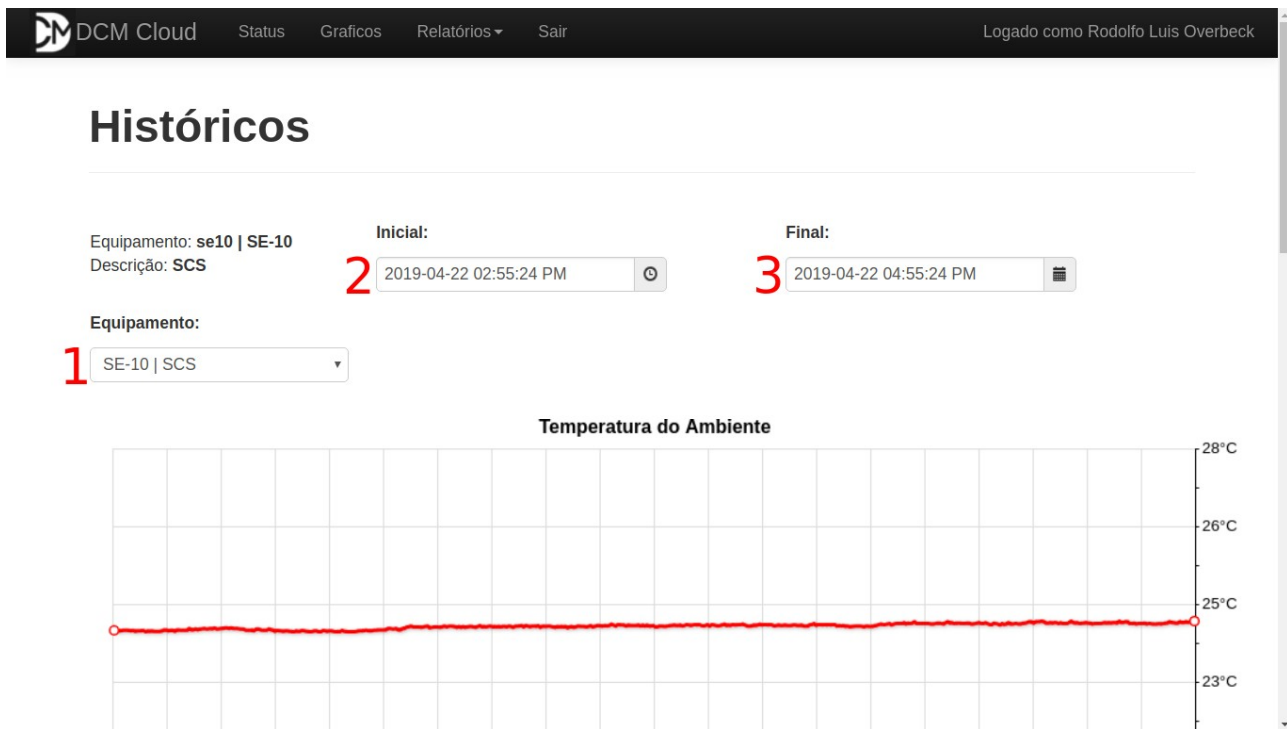 DCM Cloud Status Graficos Relatórios Sair Logado como Rodolfo Luis Overbeck
Históricos
Equipamento: se10 | SE-10
Descrição: SCS
Inicial:
2 2019-04-22 02:55:24 PM
Final:
3 2019-04-22 04:55:24 PM
Equipamento:
1 SE-10 | SCS
Temperatura do Ambiente
28°C
26°C
25°C
23°C